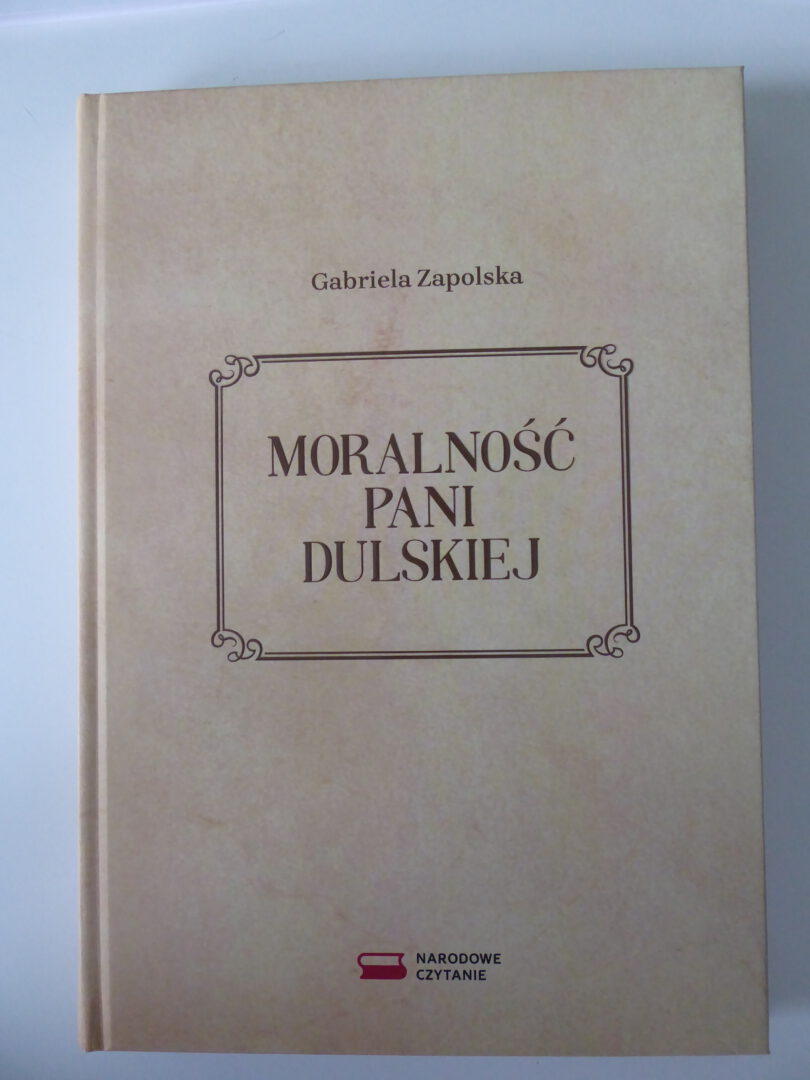 Gabriela Zapolska
MORALNOŚĆ
PANI
DULSKIEJ
NARODOWE
CZYTANIE